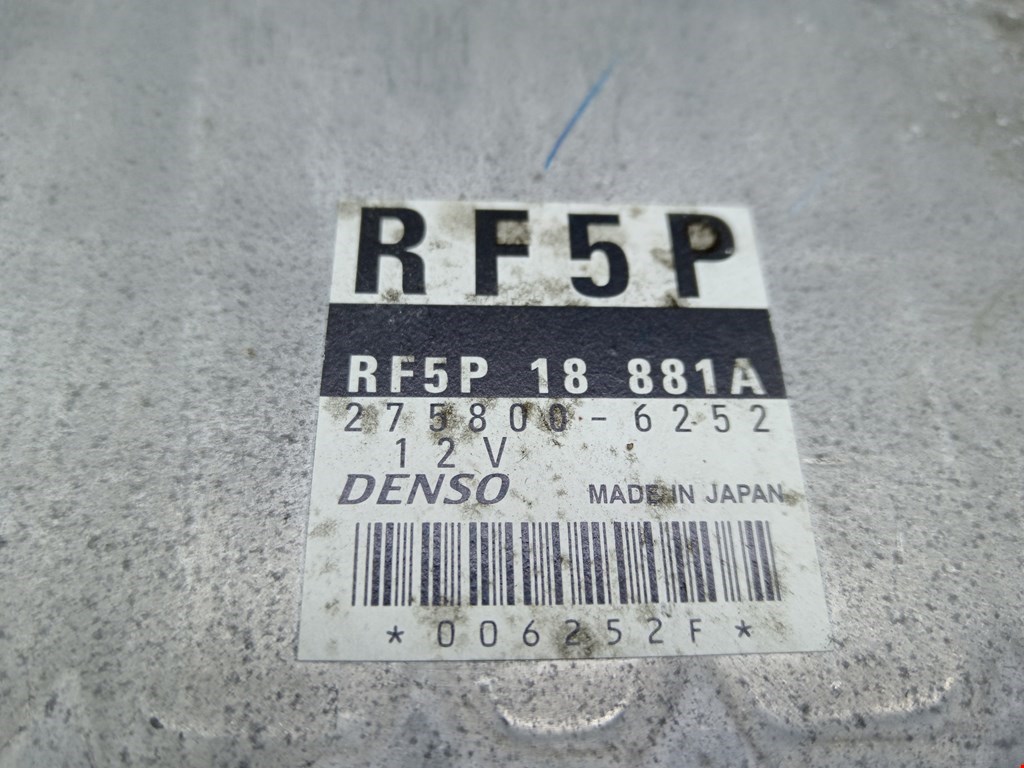 RF5P
RF5P 18 881A
275800-6252
12V
DENSO MADE IN JAPAN
*006252F*